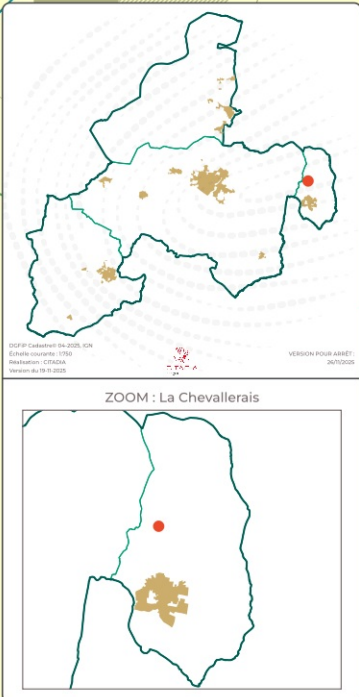 DGFiP Cadastre® 04-2025, IGN
Échelle courante : 1:750
Réalisation : CITADIA
Version du 19-11-2025
CITADIA
VERSION POUR ARRÊT :
26/11/2025
ZOOM : La Chevallerais